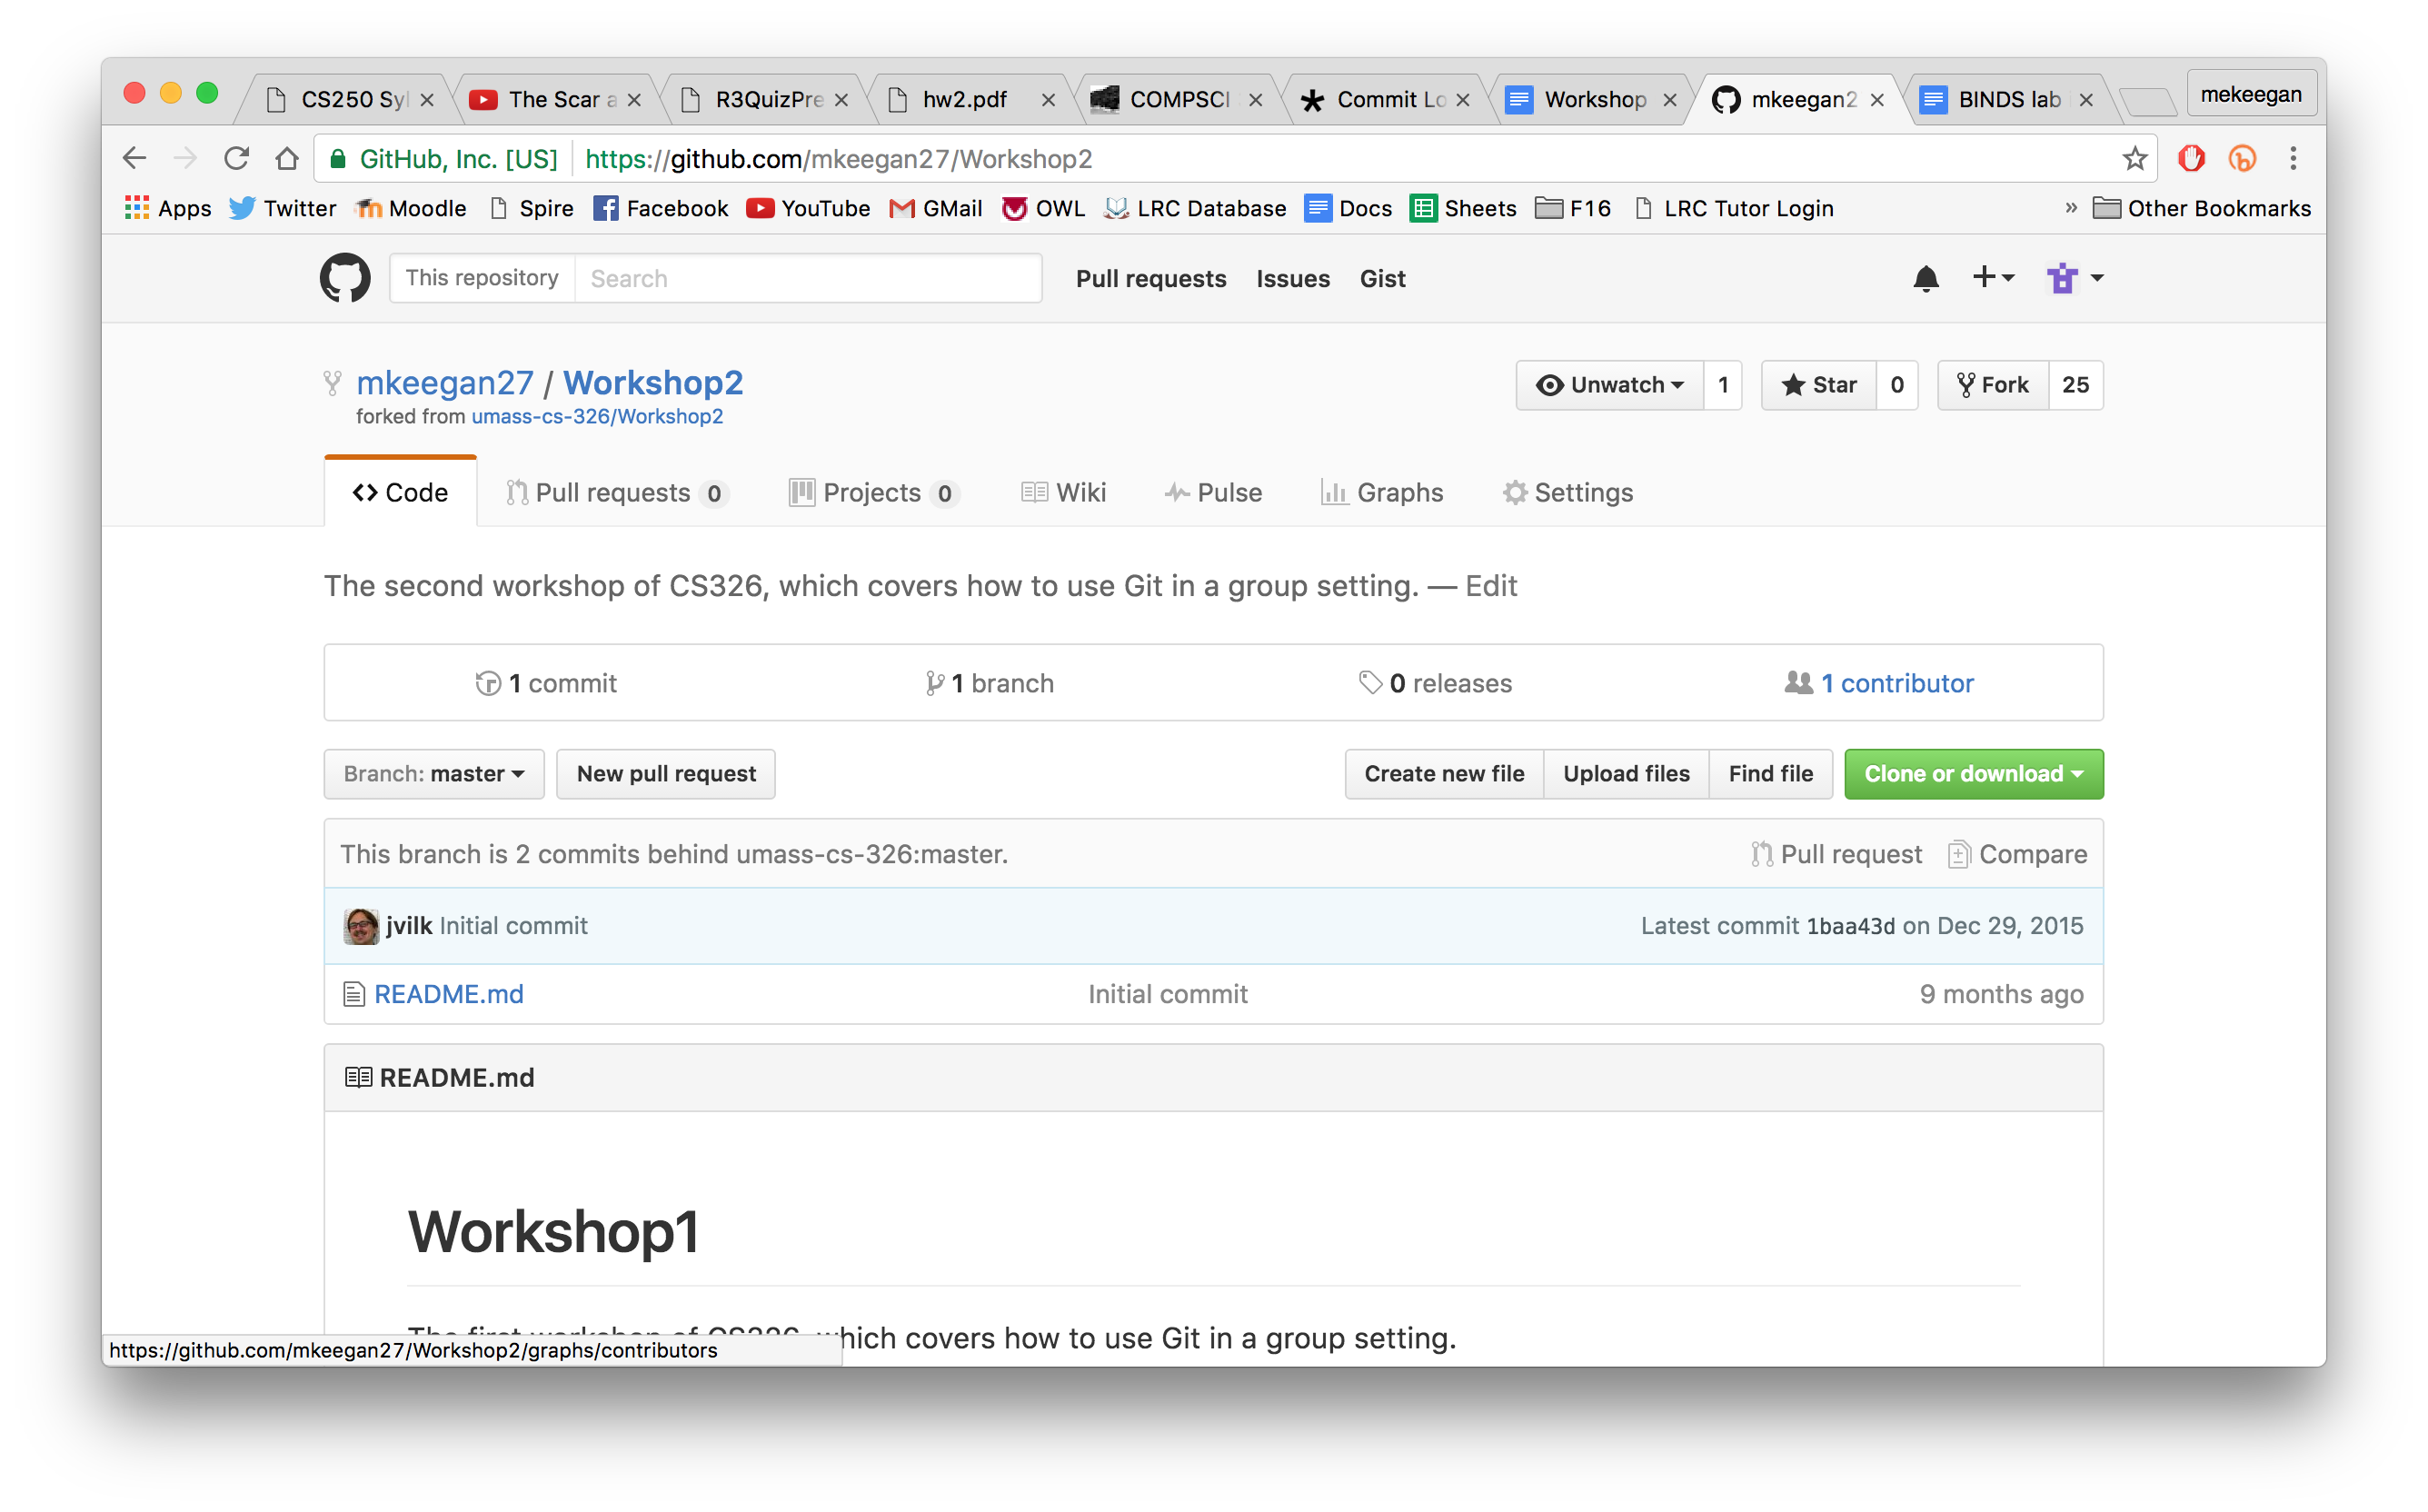 CS250 Syl
The Scar a
R3QuizPre
hw2.pdf
COMPSCI
Commit Lo
Workshop
mkeegan2
BINDS lab
mekeegan
GitHub, Inc. [US] https://github.com/mkeegan27/Workshop2
Apps Twitter Moodle Spire Facebook YouTube GMail OWL LRC Database Docs Sheets F16 LRC Tutor Login » Other Bookmarks
This repository Search Pull requests Issues Gist
mkeegan27 / Workshop2 Unwatch 1 Star 0 Fork 25
forked from umass-cs-326/Workshop2
Code Pull requests 0 Projects 0 Wiki Pulse Graphs Settings
The second workshop of CS326, which covers how to use Git in a group setting. — Edit
1 commit 1 branch 0 releases 1 contributor
Branch: master New pull request Create new file Upload files Find file Clone or download
This branch is 2 commits behind umass-cs-326:master. Pull request Compare
jvilk Initial commit Latest commit 1baa43d on Dec 29, 2015
README.md Initial commit 9 months ago
README.md
Workshop1
The first workshop of CS326, which covers how to use Git in a group setting.
https://github.com/mkeegan27/Workshop2/graphs/contributors